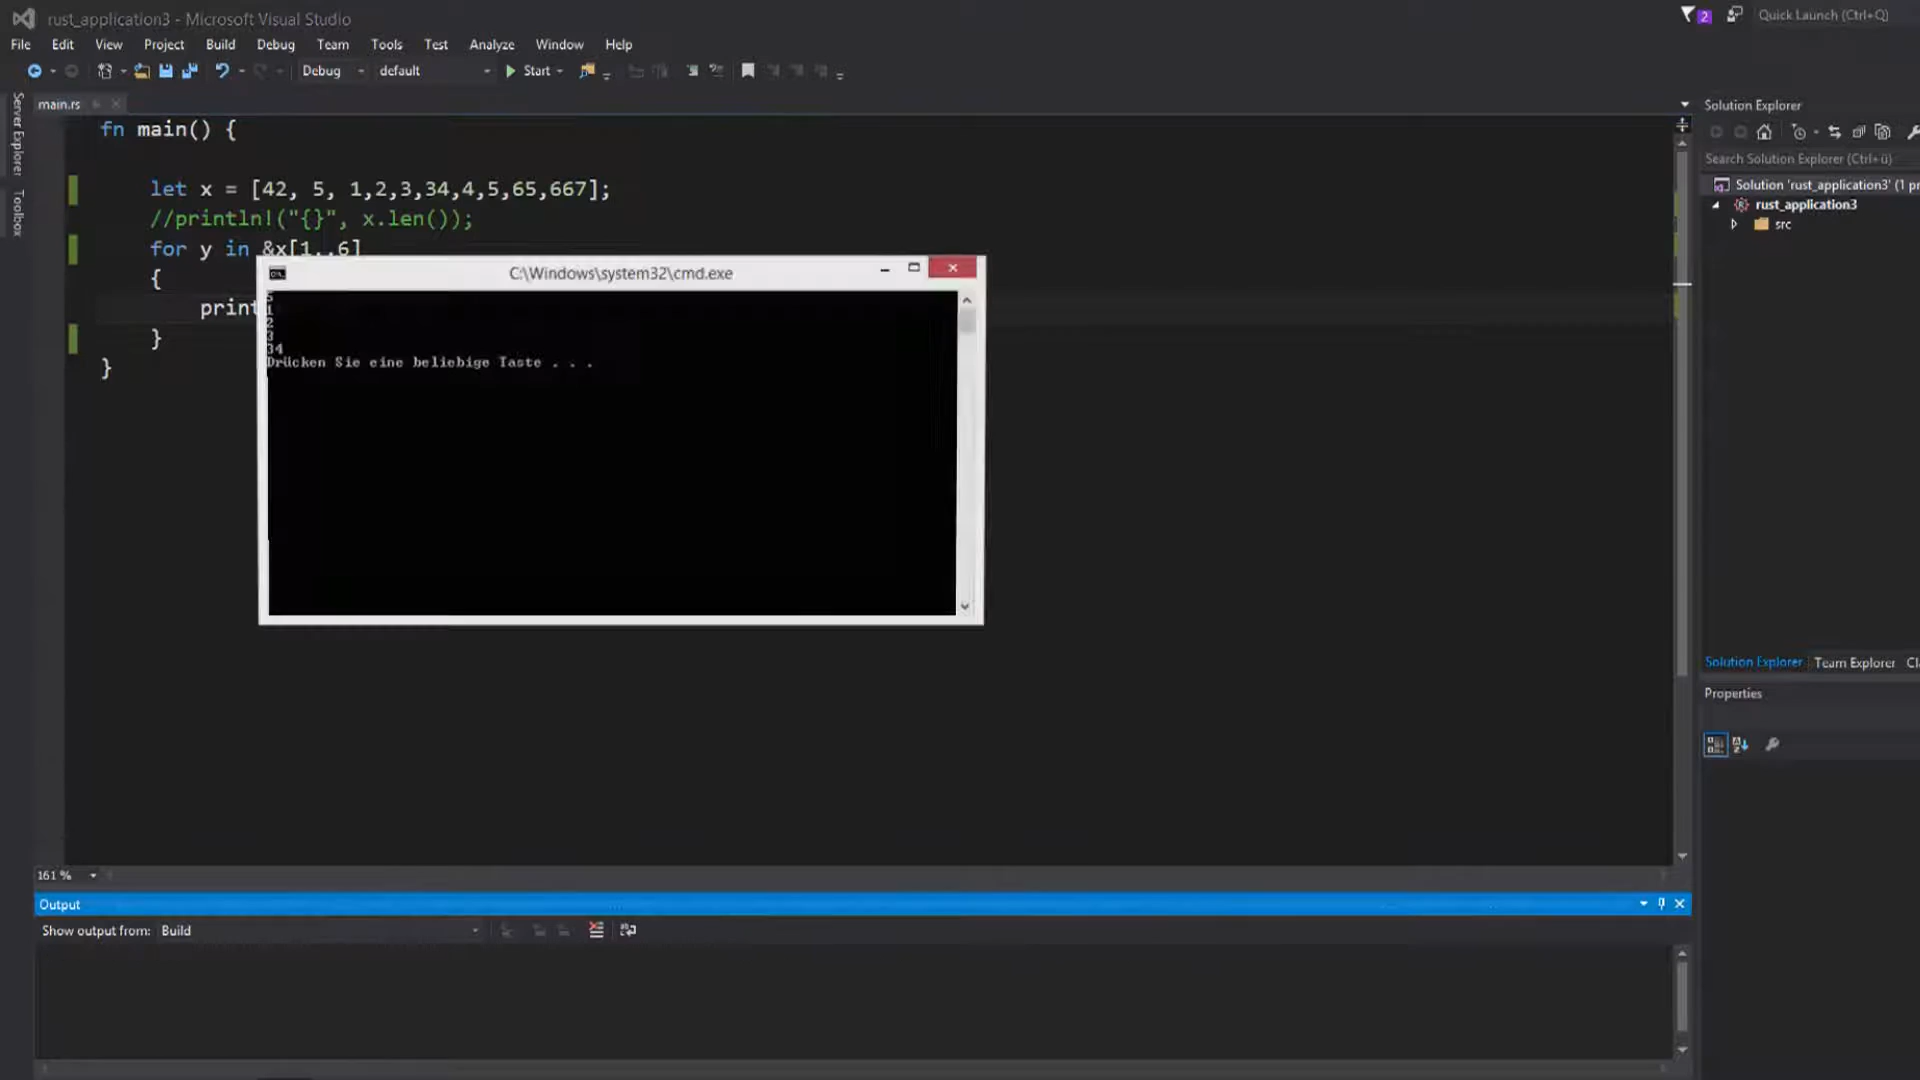 rust_application3 - Microsoft Visual Studio
2
Quick Launch (Ctrl+Q)
File Edit View Project Build Debug Team Tools Test Analyze Window Help
Debug default Start
Server Explorer
Toolbox
main.rs
fn main() {
let x = [42, 5, 1,2,3,34,4,5,65,667];
//println!("{}", x.len());
for y in &x[1..6]
{
print
}
}
C:\Windows\system32\cmd.exe
5
1
2
3
34
Drücken Sie eine beliebige Taste . . .
Solution Explorer
Search Solution Explorer (Ctrl+ü)
Solution 'rust_application3' (1 pr
rust_application3
src
Solution Explorer Team Explorer Cl
Properties
161 %
Output
Show output from: Build